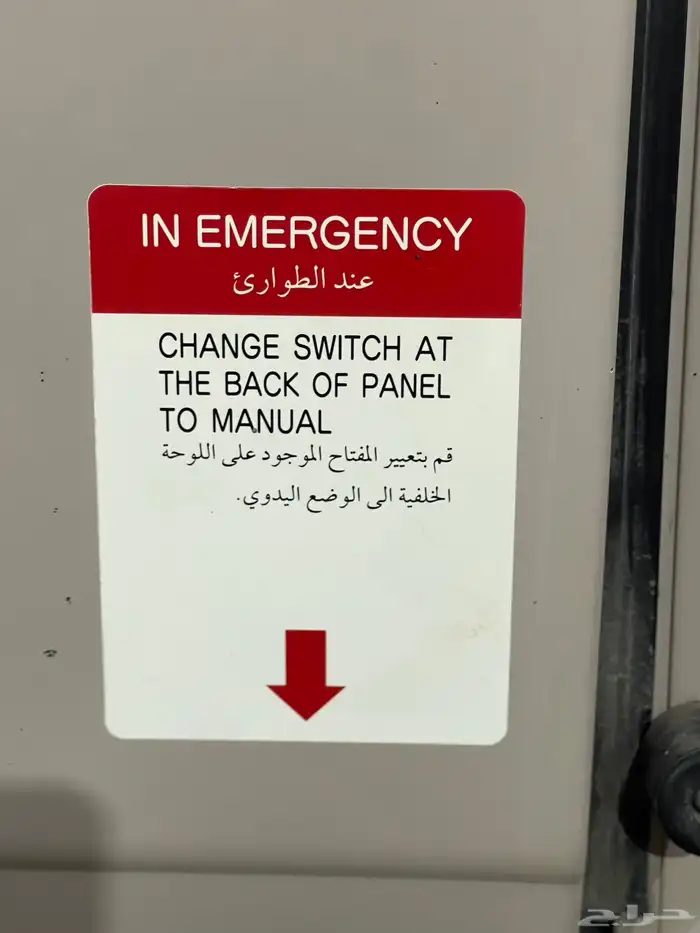 IN EMERGENCY
عند الطوارئ
CHANGE SWITCH AT
THE BACK OF PANEL
TO MANUAL
قم بتعيير المفتاح الموجود على اللوحة
الخلفية الى الوضع اليدوي.
حراج